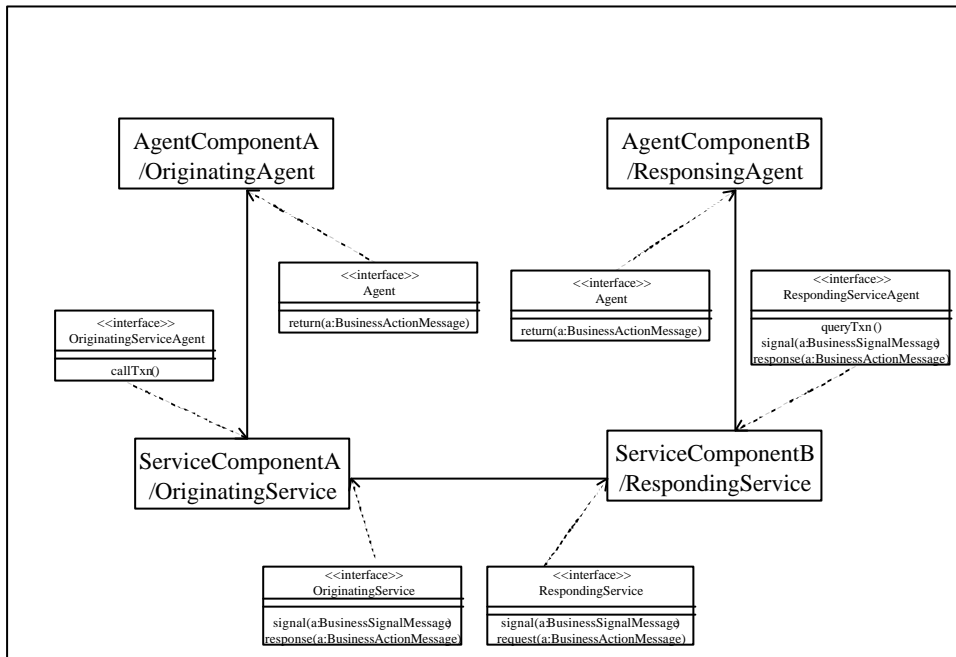 AgentComponentA
/OriginatingAgent
AgentComponentB
/ResponsingAgent
<<interface>>
Agent
return(a:BusinessActionMessage)
<<interface>>
Agent
return(a:BusinessActionMessage)
<<interface>>
RespondingServiceAgent
queryTxn()
signal(a:BusinessSignalMessage)
response(a:BusinessActionMessage)
<<interface>>
OriginatingServiceAgent
callTxn()
ServiceComponentA
/OriginatingService
ServiceComponentB
/RespondingService
<<interface>>
OriginatingService
signal(a:BusinessSignalMessage)
response(a:BusinessActionMessage)
<<interface>>
RespondingService
signal(a:BusinessSignalMessage)
request(a:BusinessActionMessage)